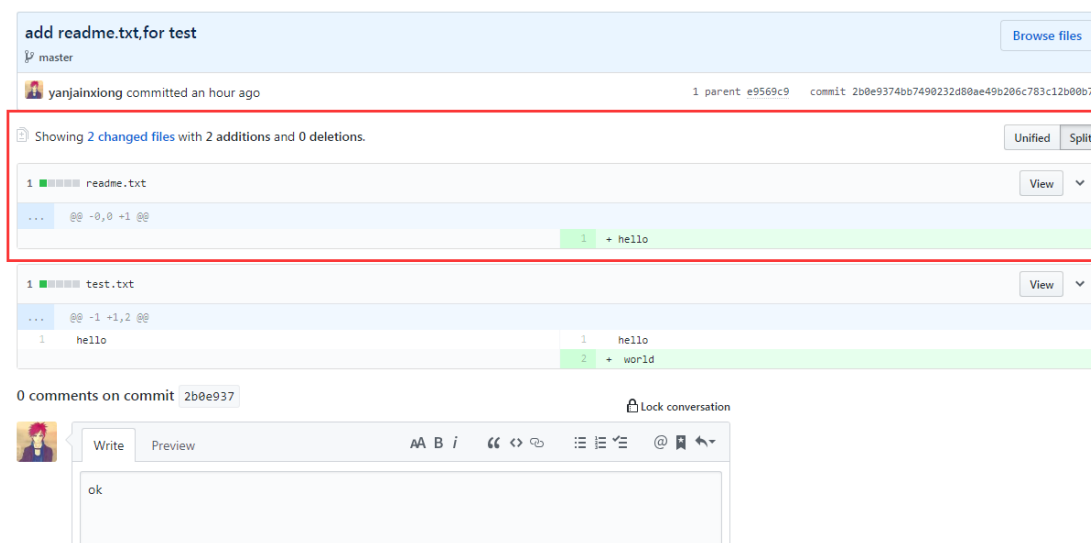 add readme.txt,for test
Browse files
master
yanjainxiong committed an hour ago 1 parent e9569c9 commit 2b0e9374bb7490232d80ae49b206c783c12b00b7
Showing 2 changed files with 2 additions and 0 deletions.
Unified Split
1 readme.txt View
... @@ -0,0 +1 @@
1 + hello
1 test.txt View
... @@ -1 +1,2 @@
1 hello 1 hello
2 + world
0 comments on commit 2b0e937
Lock conversation
Write Preview AA B i
ok